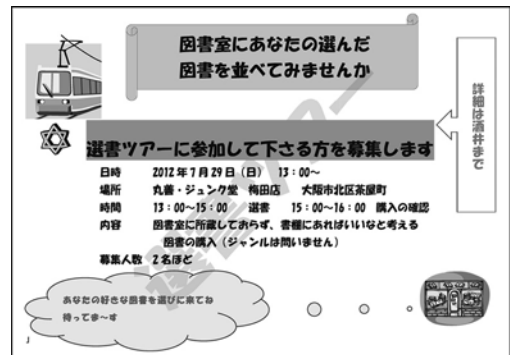 図書室にあなたの選んだ
図書を並べてみませんか
詳細は酒井まで
選書ツアーに参加して下さる方を募集します
日時 2012年7月29日（日） 13：00～
場所 丸善・ジュンク堂 梅田店 大阪市北区茶屋町
時間 13：00～15：00 選書 15：00～16：00 購入の確認
内容 図書室に所蔵しておらず、書棚にあればいいなと考える
図書の購入（ジャンルは問いません）
募集人数 2名ほど
選書ツアー
あなたの好きな図書を選びに来てね
待ってま～す